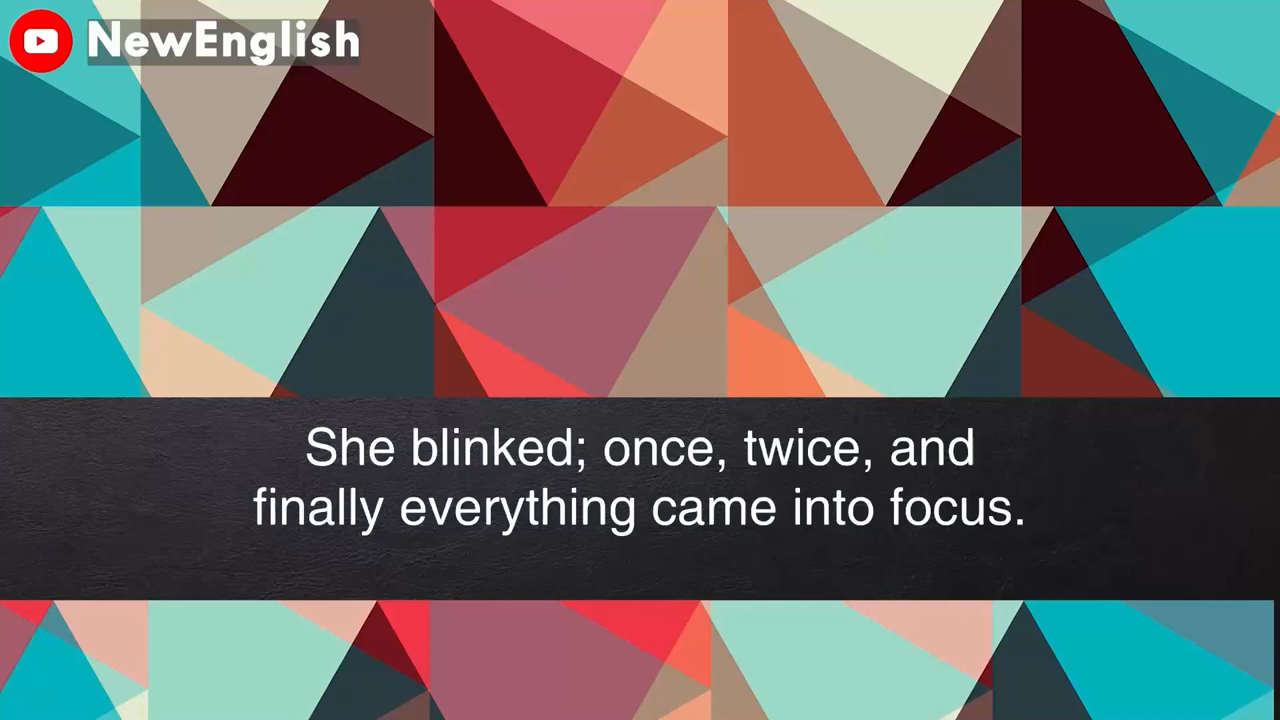 NewEnglish
She blinked; once, twice, and
finally everything came into focus.